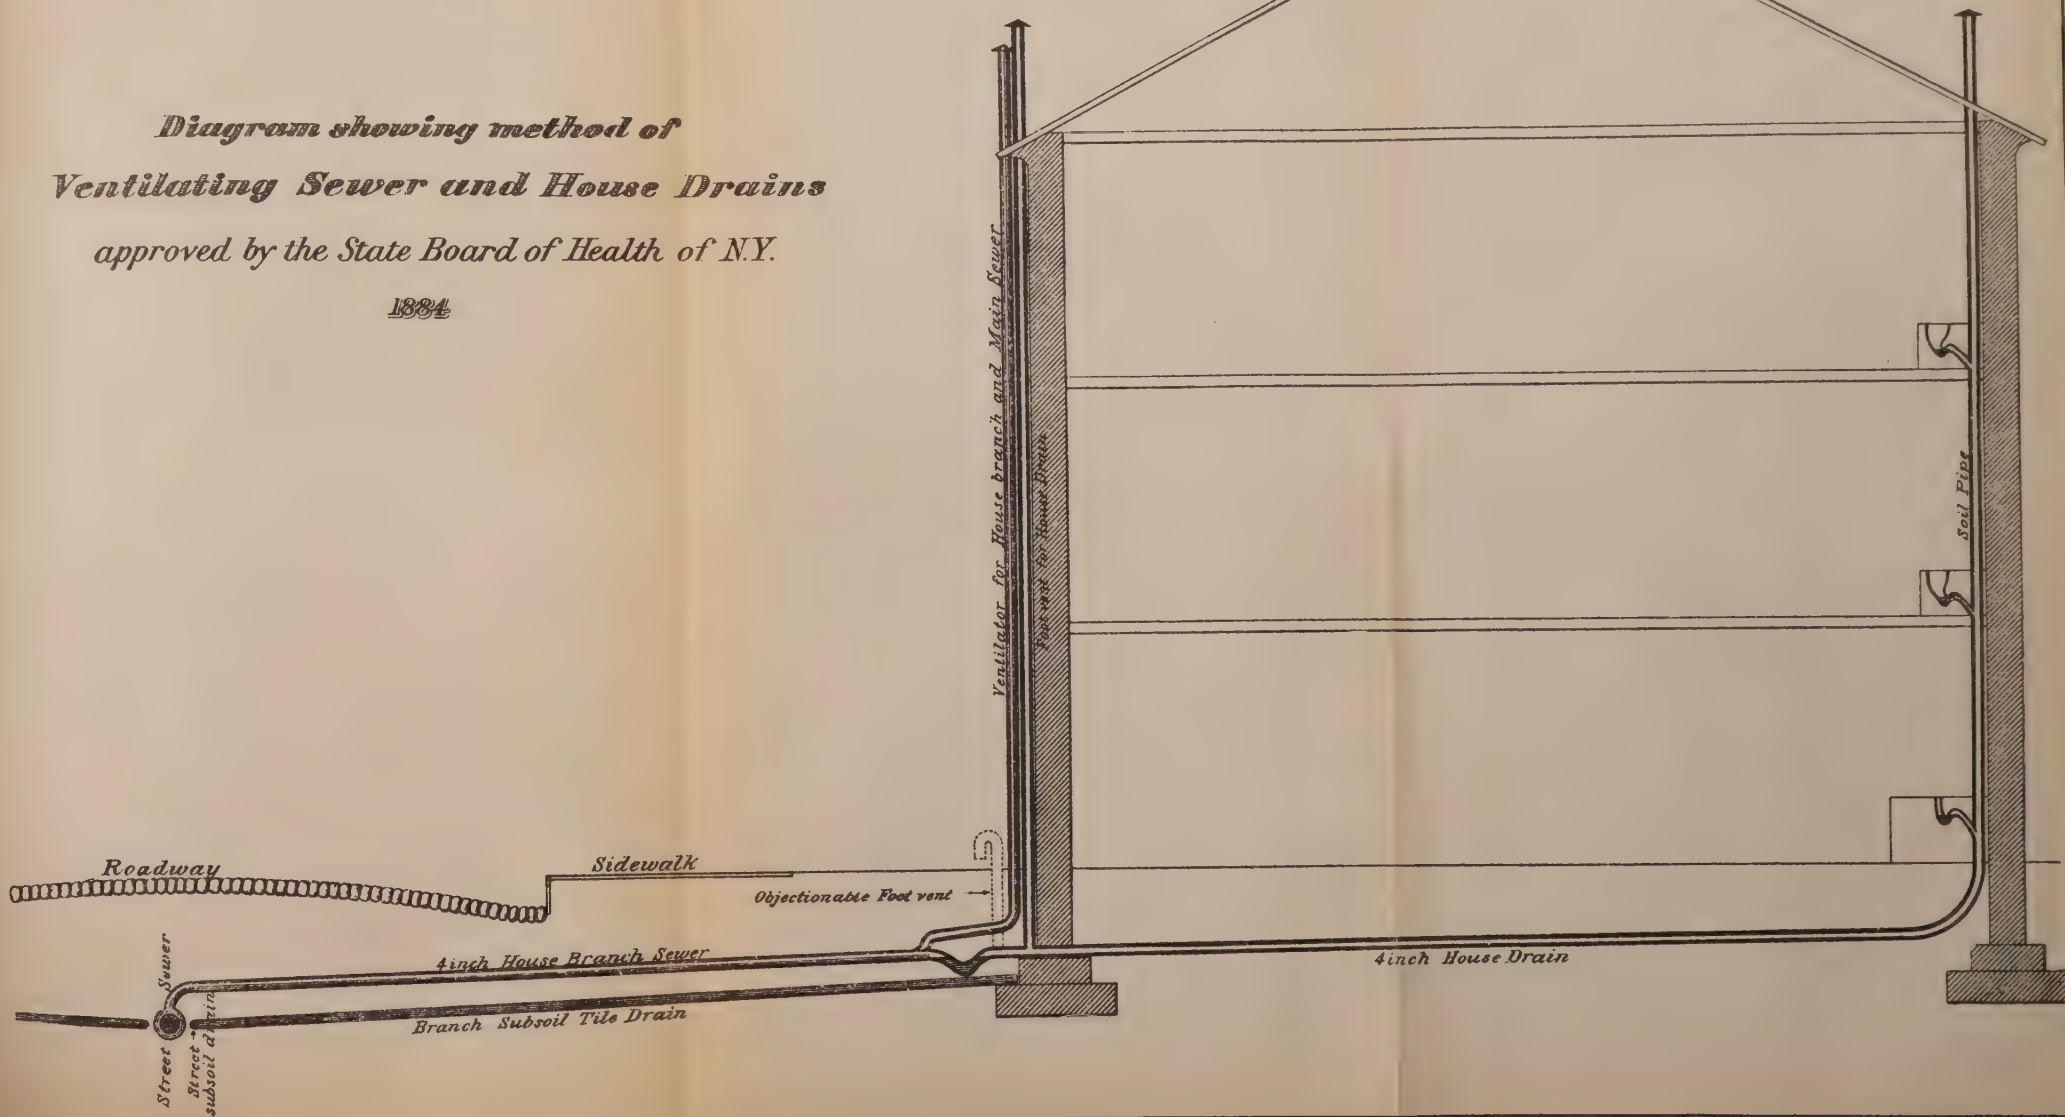 Diagram showing method of
Ventilating Sewer and House Drains
approved by the State Board of Health of N.Y.
1884
Ventilator for House branch and Main Sewer
Foot vent for House Drain
Soil Pipe
Roadway
Sidewalk
Objectionable Foot vent
4inch House Branch Sewer
4inch House Drain
Branch Subsoil Tile Drain
Street Sewer
Street
subsoil drain